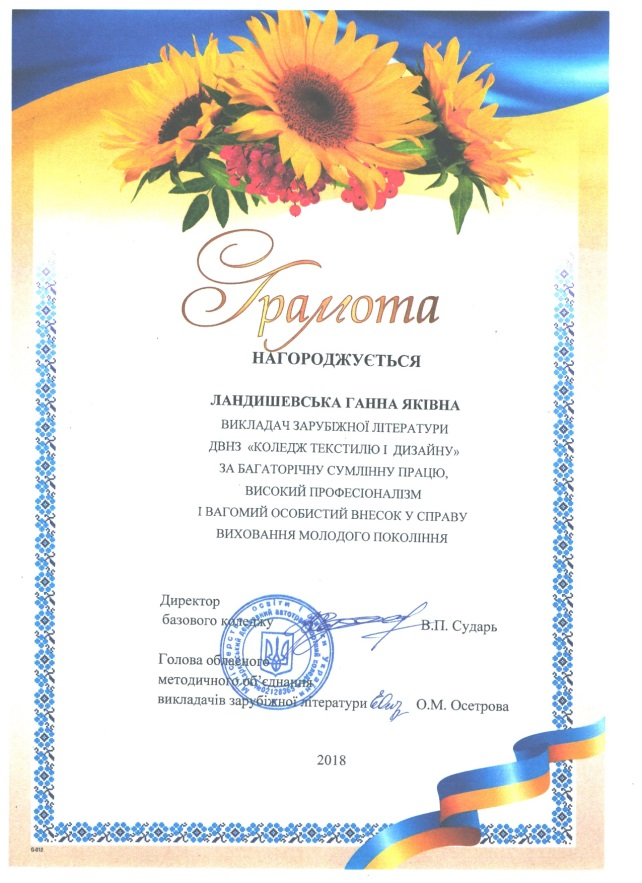 Грамота
НАГОРОДЖУЄТЬСЯ
ЛАНДИШЕВСЬКА ГАННА ЯКІВНА
ВИКЛАДАЧ ЗАРУБІЖНОЇ ЛІТЕРАТУРИ
ДВНЗ «КОЛЕДЖ ТЕКСТИЛЮ І ДИЗАЙНУ»
ЗА БАГАТОРІЧНУ СУМЛІННУ ПРАЦЮ,
ВИСОКИЙ ПРОФЕСІОНАЛІЗМ
І ВАГОМИЙ ОСОБИСТИЙ ВНЕСОК У СПРАВУ
ВИХОВАННЯ МОЛОДОГО ПОКОЛІННЯ
Директор
базового коледжу В.П. Сударь
Голова обласного
методичного об’єднання
викладачів зарубіжної літератури О.М. Осетрова
2018